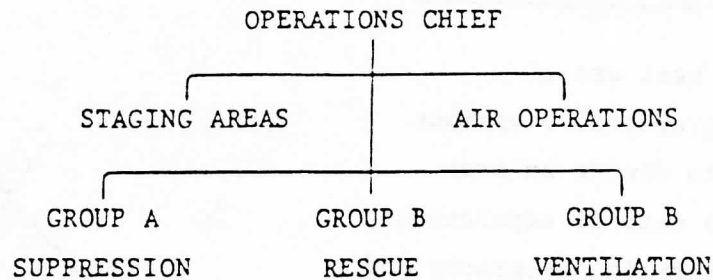 OPERATIONS CHIEF
STAGING AREAS AIR OPERATIONS
GROUP A GROUP B GROUP B
SUPPRESSION RESCUE VENTILATION